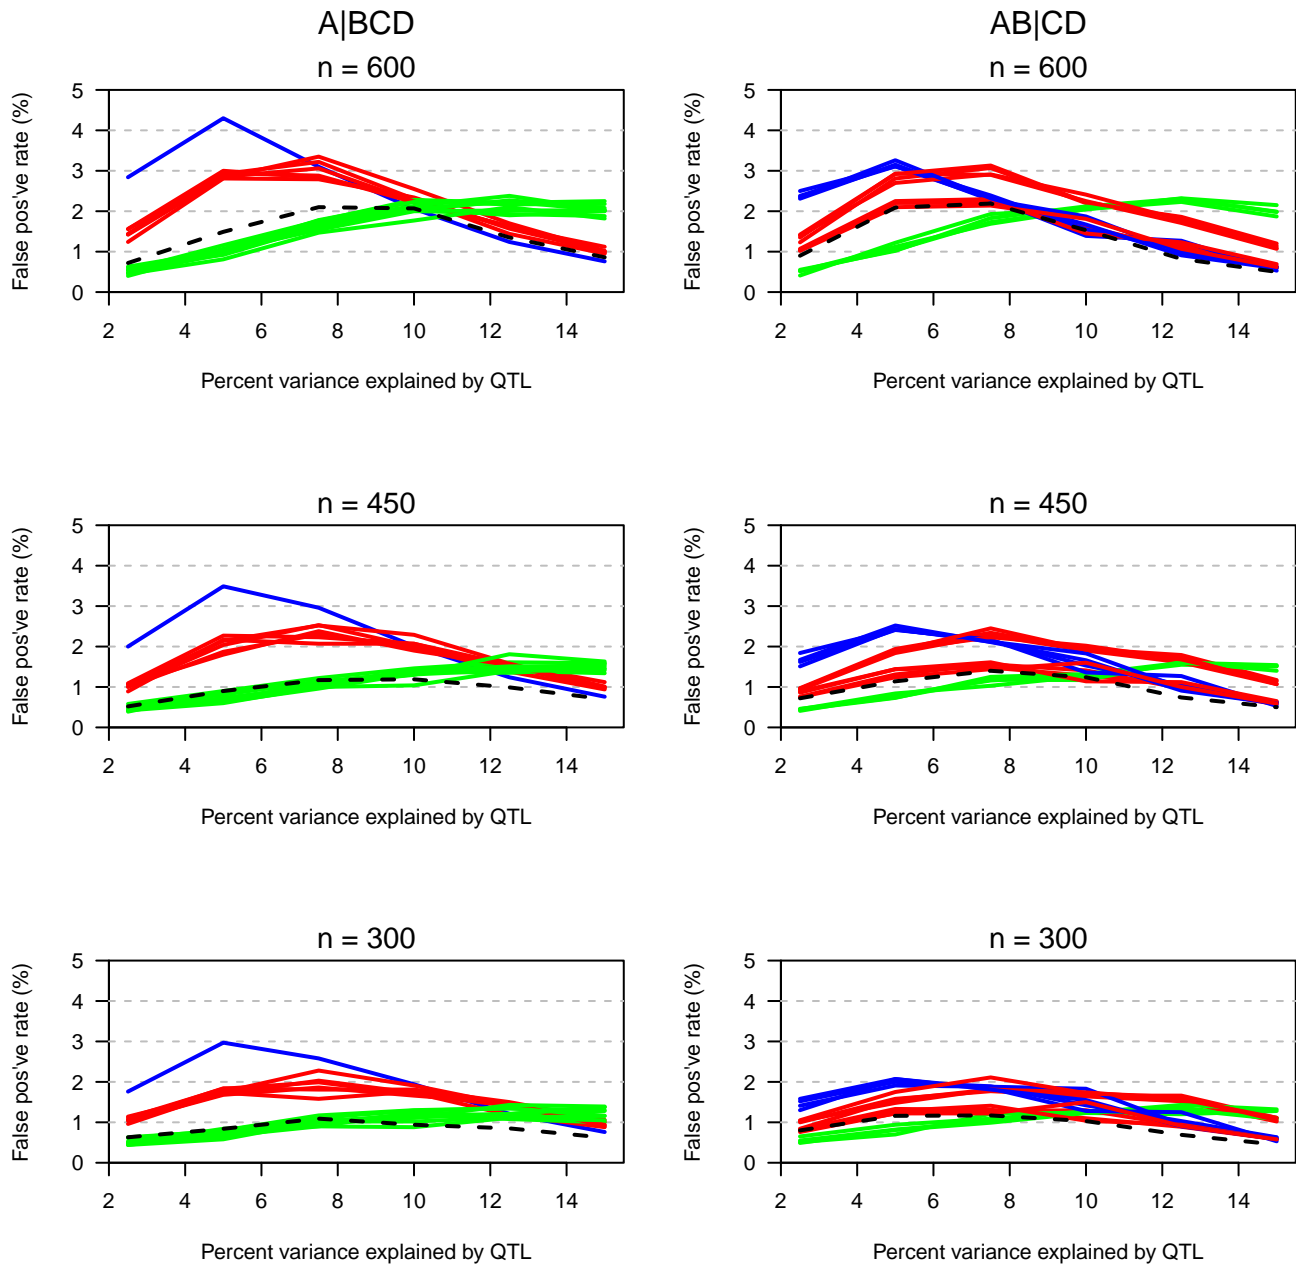 A|BCD
n = 600
False pos've rate (%)
5
4
3
2
1
0
2 4 6 8 10 12 14
Percent variance explained by QTL
AB|CD
n = 600
False pos've rate (%)
5
4
3
2
1
0
2 4 6 8 10 12 14
Percent variance explained by QTL
n = 450
False pos've rate (%)
5
4
3
2
1
0
2 4 6 8 10 12 14
Percent variance explained by QTL
n = 450
False pos've rate (%)
5
4
3
2
1
0
2 4 6 8 10 12 14
Percent variance explained by QTL
n = 300
False pos've rate (%)
5
4
3
2
1
0
2 4 6 8 10 12 14
Percent variance explained by QTL
n = 300
False pos've rate (%)
5
4
3
2
1
0
2 4 6 8 10 12 14
Percent variance explained by QTL